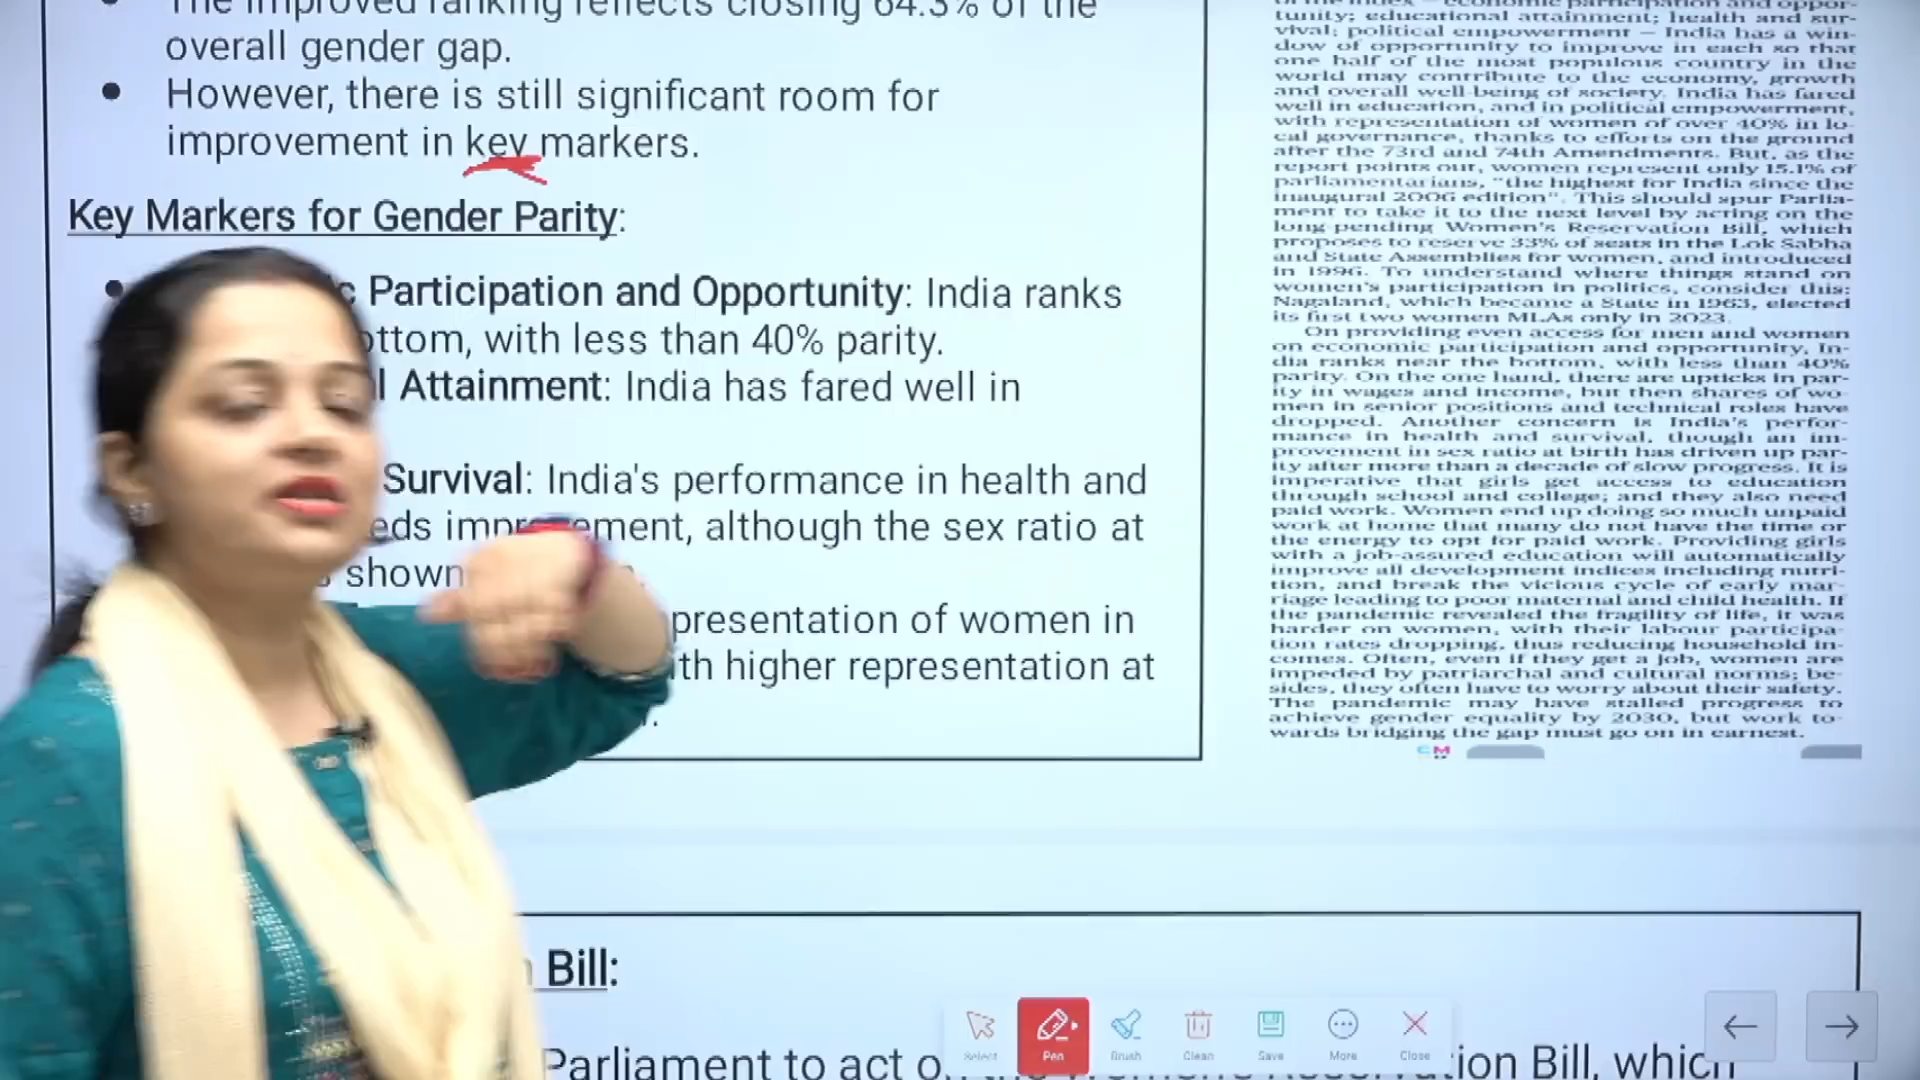 The improved ranking reflects closing 64.3% of the
overall gender gap.
However, there is still significant room for
improvement in key markers.
Key Markers for Gender Parity:
Participation and Opportunity: India ranks
with less than 40% parity.
Attainment: India has fared well in
Survival: India's performance in health and
although the sex ratio at
shown
of women in
higher representation at
Bill:
Parliament to act Bill, which
of the index — economic participation and oppor-
tunity; educational attainment; health and sur-
vival; political empowerment — India has a win-
dow of opportunity to improve in each so that
one half of the most populous country in the
world may contribute to the economy, growth
and overall well-being of society. India has fared
well in education, and in political empowerment,
with representation of women of over 40% in lo-
cal governance, thanks to efforts on the ground
after the 73rd and 74th Amendments. But, as the
report points out, women represent only 15.1% of
parliamentarians, "the highest for India since the
inaugural 2006 edition". This should spur Parlia-
ment to take it to the next level by acting on the
long pending Women's Reservation Bill, which
proposes to reserve 33% of seats in the Lok Sabha
and State Assemblies for women, and introduced
in 1996. To understand where things stand on
women's participation in politics, consider this:
Nagaland, which became a State in 1963, elected
its first two women MLAs only in 2023.
On providing even access for men and women
on economic participation and opportunity, In-
dia ranks near the bottom, with less than 40%
parity. On the one hand, there are upticks in par-
ity in wages and income, but then shares of wo-
men in senior positions and technical roles have
dropped. Another concern is India's perfor-
mance in health and survival, though an im-
provement in sex ratio at birth has driven up par-
ity after more than a decade of slow progress. It is
imperative that girls get access to education
through school and college; and they also need
paid work. Women end up doing so much unpaid
work at home that many do not have the time or
the energy to opt for paid work. Providing girls
with a job-assured education will automatically
improve all development indices including nutri-
tion, and break the vicious cycle of early mar-
riage leading to poor maternal and child health. If
the pandemic revealed the fragility of life, it was
harder on women, with their labour participa-
tion rates dropping, thus reducing household in-
comes. Often, even if they get a job, women are
impeded by patriarchal and cultural norms; be-
sides, they often have to worry about their safety.
The pandemic may have stalled progress to
achieve gender equality by 2030, but work to-
wards bridging the gap must go on in earnest.
Select Pen Brush Clean Save More Close